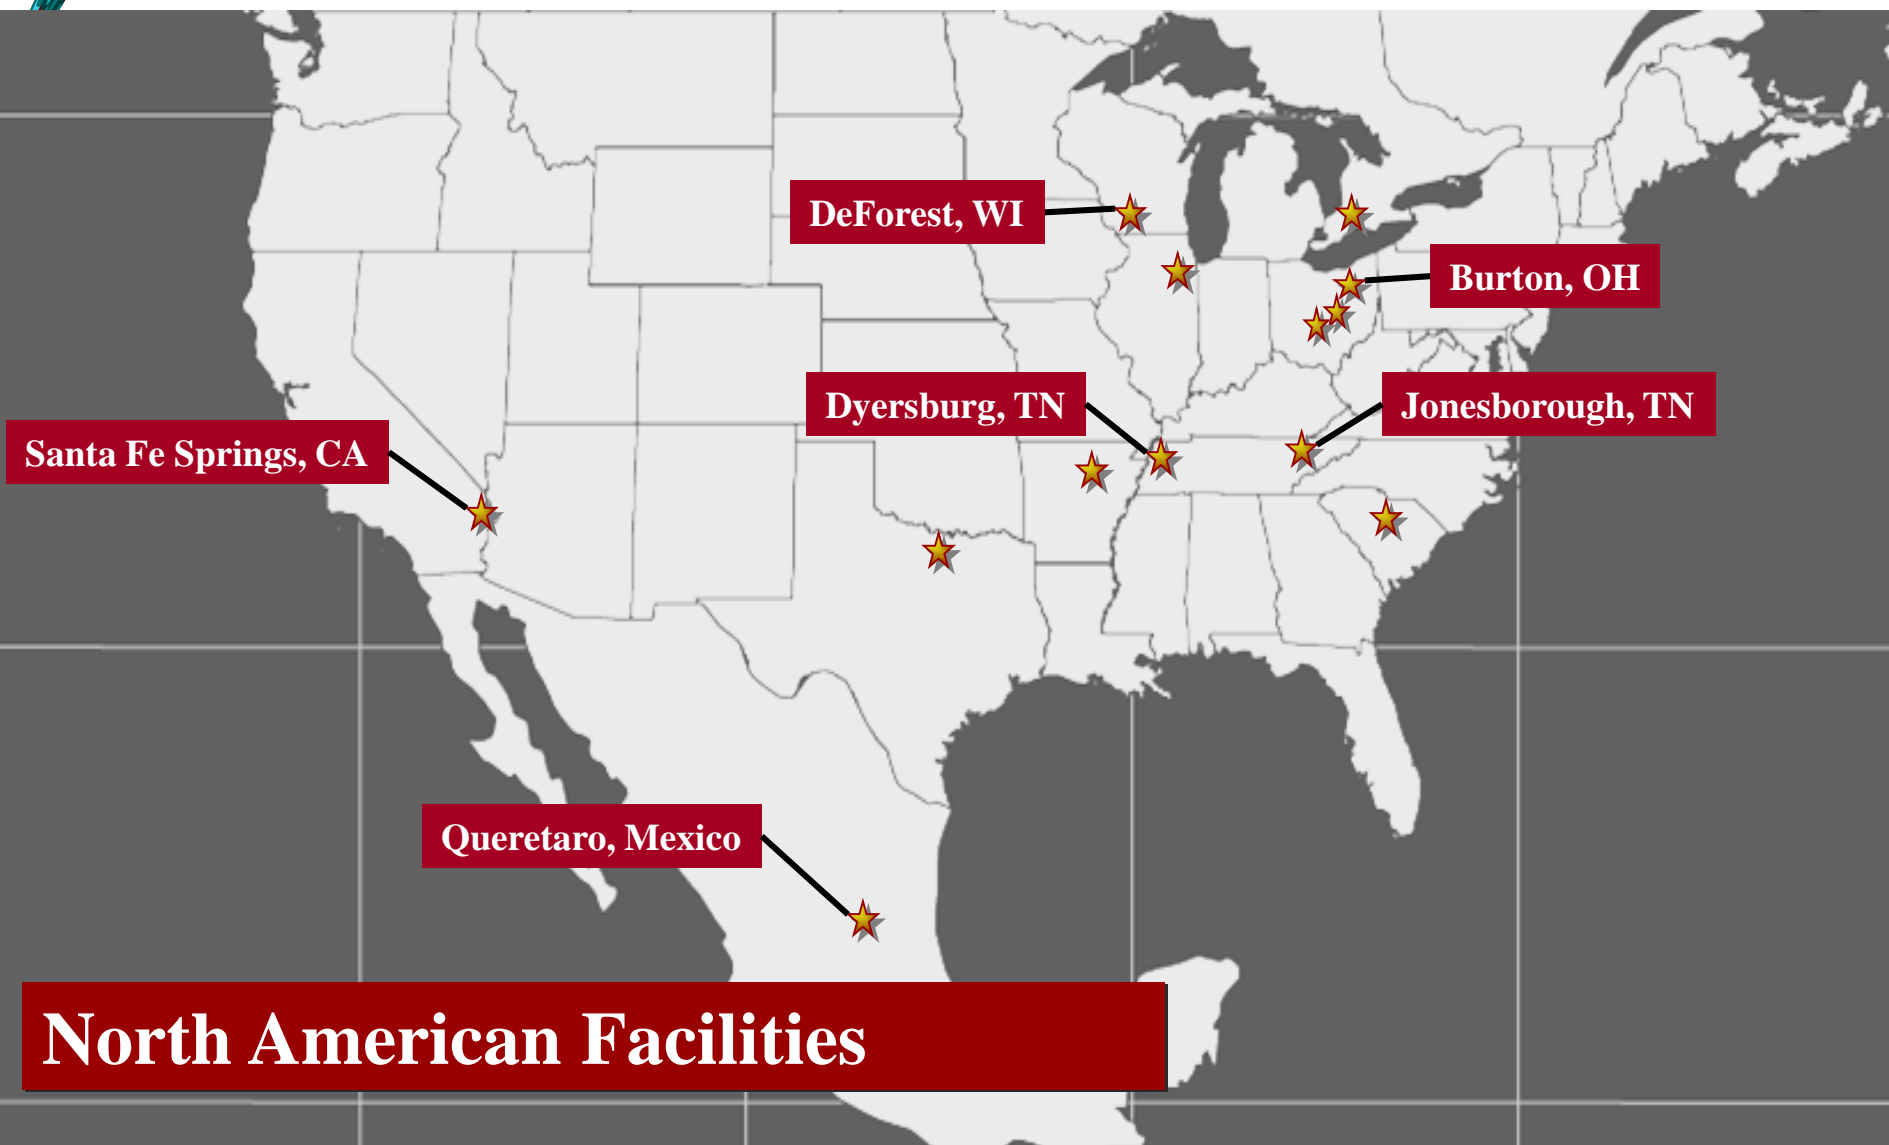 DeForest, WI
Burton, OH
Dyersburg, TN
Jonesborough, TN
Santa Fe Springs, CA
Queretaro, Mexico
North American Facilities